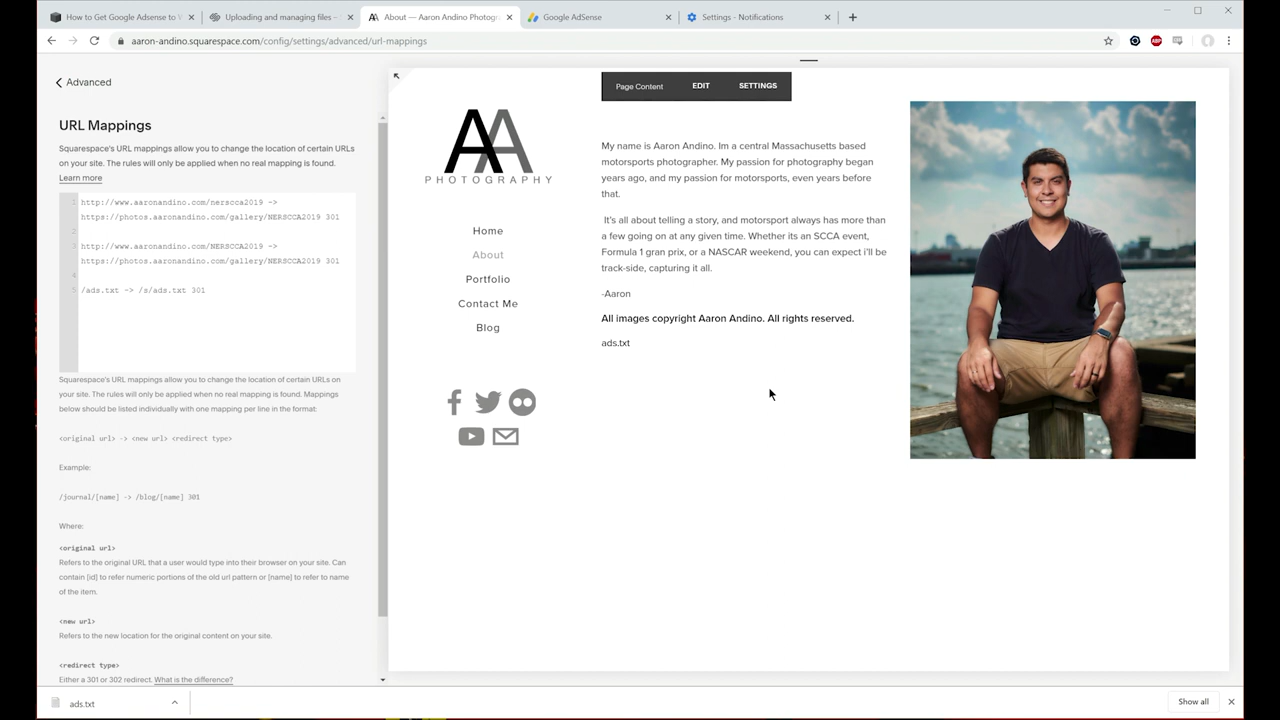 How to Get Google Adsense to
Uploading and managing files –
About — Aaron Andino Photogr
Google AdSense
Settings - Notifications
aaron-andino.squarespace.com/config/settings/advanced/url-mappings
ABP
Advanced
URL Mappings
Squarespace's URL mappings allow you to change the location of certain URLs
on your site. The rules will only be applied when no real mapping is found.
Learn more
1 http://www.aaronandino.com/nerscca2019 ->
https://photos.aaronandino.com/gallery/NERSCCA2019 301
2
3 http://www.aaronandino.com/NERSCCA2019 ->
https://photos.aaronandino.com/gallery/NERSCCA2019 301
4
5 /ads.txt -> /s/ads.txt 301
Squarespace's URL mappings allow you to change the location of certain URLs on
your site. The rules will only be applied when no real mapping is found. Mappings
below should be listed individually with one mapping per line in the format:
<original url> -> <new url> <redirect type>
Example:
/journal/[name] -> /blog/[name] 301
Where:
<original url>
Refers to the original URL that a user would type into their browser on your site. Can
contain [id] to refer numeric portions of the old url pattern or [name] to refer to name
of the item.
<new url>
Refers to the new location for the original content on your site.
<redirect type>
Either a 301 or 302 redirect. What is the difference?
Page Content EDIT SETTINGS
AA
PHOTOGRAPHY
Home
About
Portfolio
Contact Me
Blog
My name is Aaron Andino. Im a central Massachusetts based
motorsports photographer. My passion for photography began
years ago, and my passion for motorsports, even years before
that.
It's all about telling a story, and motorsport always has more than
a few going on at any given time. Whether its an SCCA event,
Formula 1 gran prix, or a NASCAR weekend, you can expect i'll be
track-side, capturing it all.
-Aaron
All images copyright Aaron Andino. All rights reserved.
ads.txt
ads.txt
Show all